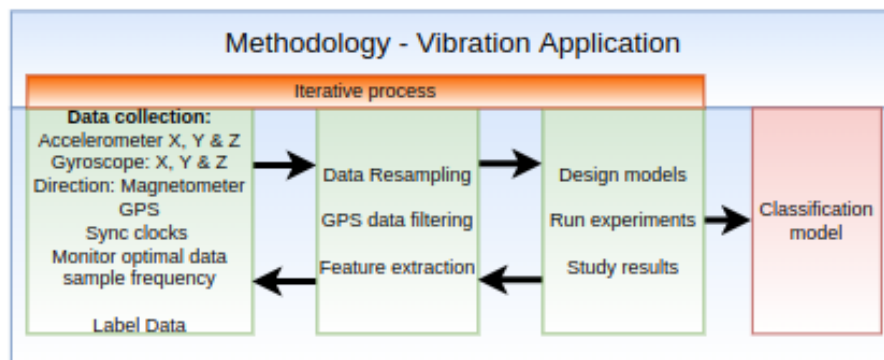 Methodology - Vibration Application
Iterative process
Data collection:
Accelerometer X, Y & Z
Gyroscope: X, Y & Z
Direction: Magnetometer
GPS
Sync clocks
Monitor optimal data
sample frequency
Label Data
Data Resampling
GPS data filtering
Feature extraction
Design models
Run experiments
Study results
Classification
model